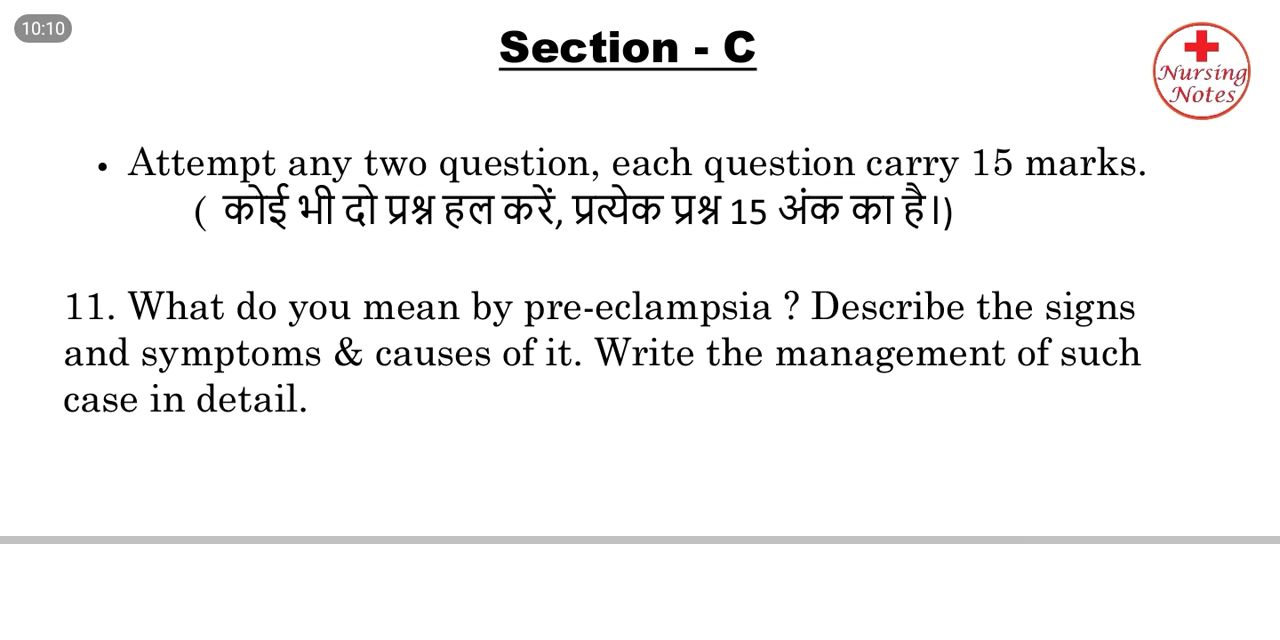 10:10
Section - C
Nursing
Notes
• Attempt any two question, each question carry 15 marks.
( कोई भी दो प्रश्न हल करें, प्रत्येक प्रश्न 15 अंक का है।)
11. What do you mean by pre-eclampsia ? Describe the signs
and symptoms & causes of it. Write the management of such
case in detail.